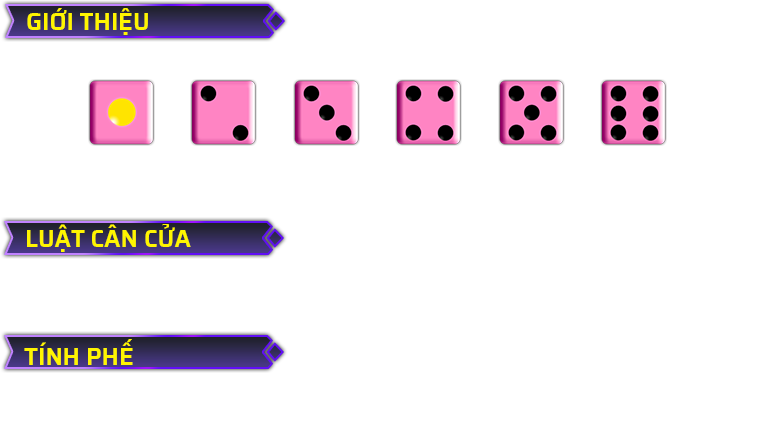 GIỚI THIỆU
LUẬT CÂN CỬA
TÍNH PHẾ